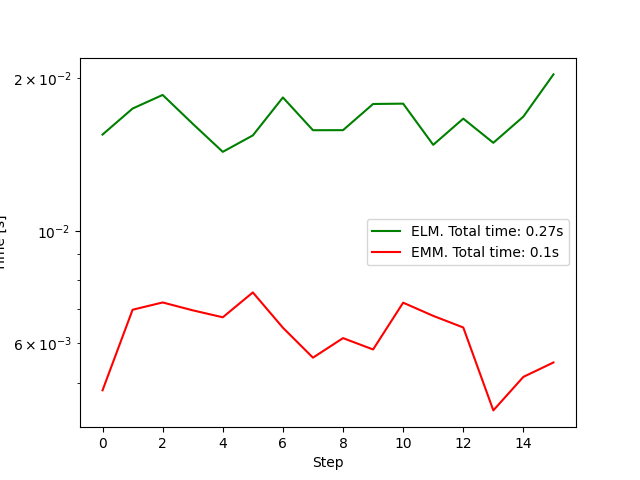 2 × 10⁻²
10⁻²
6 × 10⁻³
Time [s]
ELM. Total time: 0.27s
EMM. Total time: 0.1s
0 2 4 6 8 10 12 14
Step